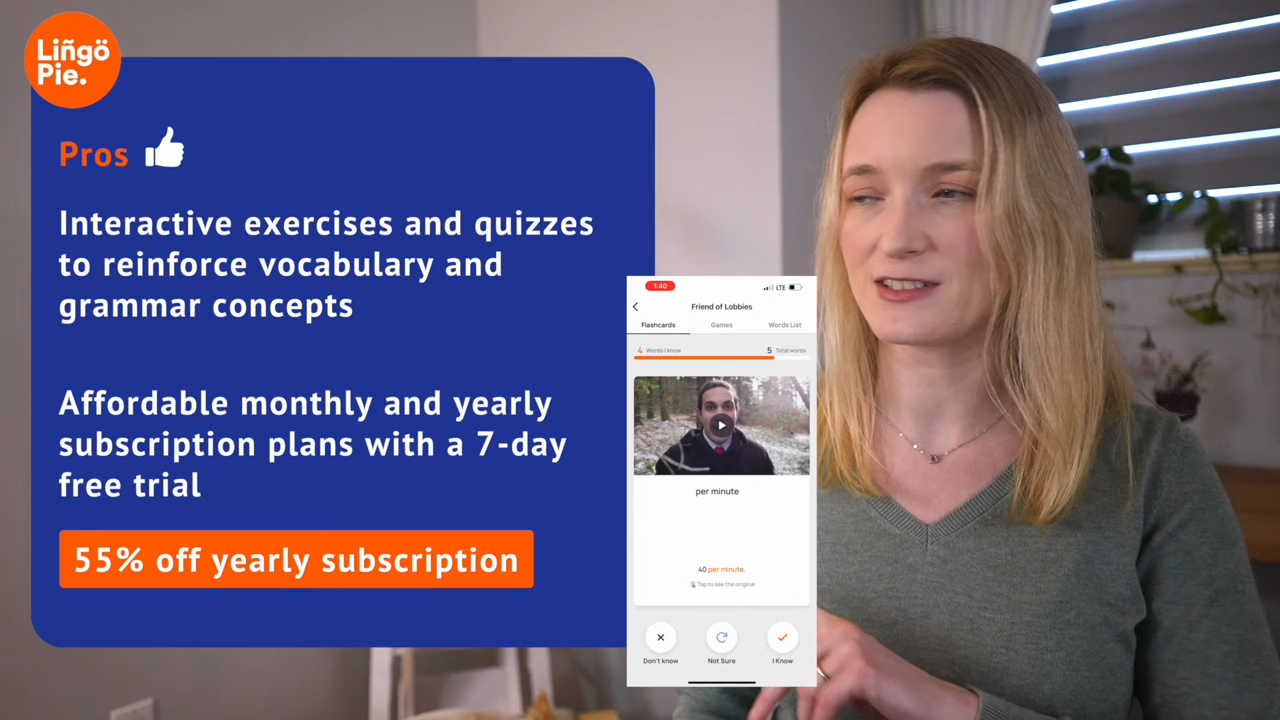 Liñgö
Pie.
Pros
Interactive exercises and quizzes
to reinforce vocabulary and
grammar concepts
Affordable monthly and yearly
subscription plans with a 7-day
free trial
55% off yearly subscription
1:40
LTE
Friend of Lobbies
Flashcards
Games
Words List
4 Words I know
5 Total words
per minute
40 per minute.
Tap to see the original
Don't know
Not Sure
I Know